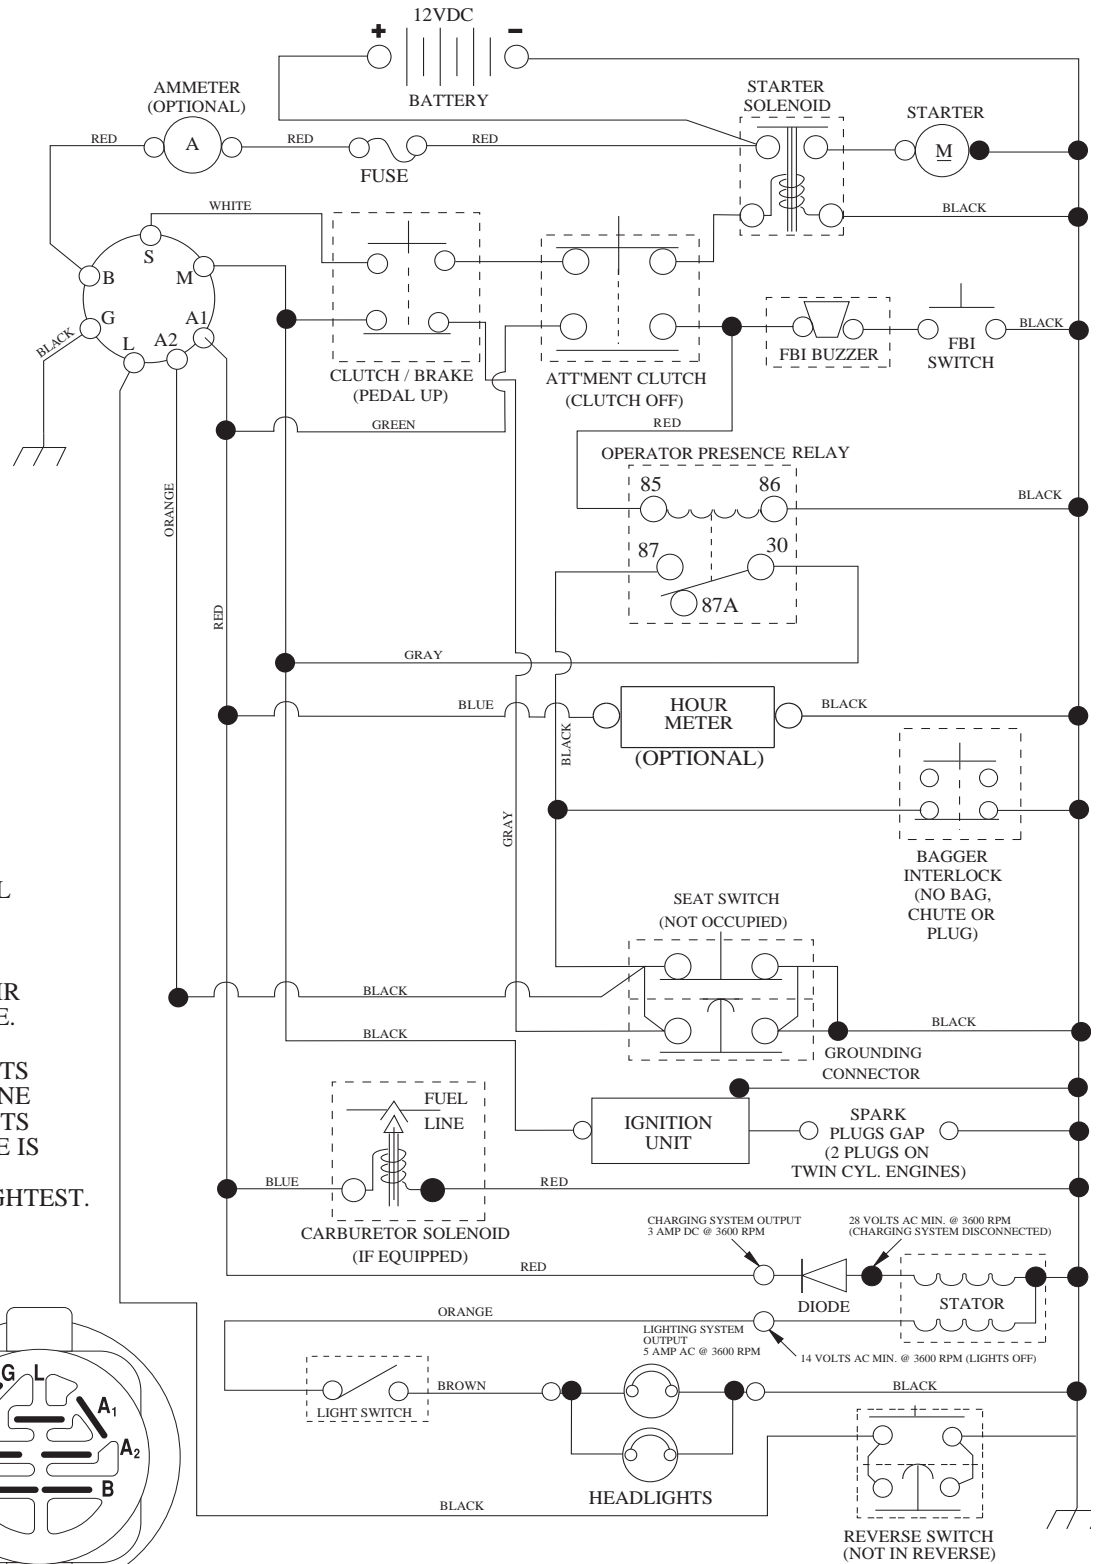 12VDC
+
-
BATTERY
AMMETER
(OPTIONAL)
STARTER
SOLENOID
STARTER
RED
A
RED
FUSE
RED
M
WHITE
BLACK
S
B
M
G
A1
L
A2
BLACK
CLUTCH / BRAKE
(PEDAL UP)
ATT'MENT CLUTCH
(CLUTCH OFF)
FBI BUZZER
FBI
SWITCH
BLACK
GREEN
RED
OPERATOR PRESENCE RELAY
85
86
BLACK
ORANGE
87
30
87A
RED
GRAY
BLUE
HOUR
METER
BLACK
(OPTIONAL)
BLACK
GRAY
BAGGER
INTERLOCK
(NO BAG,
CHUTE OR
PLUG)
L
SEAT SWITCH
(NOT OCCUPIED)
IR
E.
BLACK
BLACK
BLACK
GROUNDING
CONNECTOR
TS
NE
TS
E IS
GHTEST.
FUEL
LINE
IGNITION
UNIT
SPARK
PLUGS GAP
(2 PLUGS ON
TWIN CYL. ENGINES)
BLUE
RED
CARBURETOR SOLENOID
(IF EQUIPPED)
CHARGING SYSTEM OUTPUT
3 AMP DC @ 3600 RPM
28 VOLTS AC MIN. @ 3600 RPM
(CHARGING SYSTEM DISCONNECTED)
RED
DIODE
STATOR
ORANGE
LIGHTING SYSTEM
OUTPUT
5 AMP AC @ 3600 RPM
14 VOLTS AC MIN. @ 3600 RPM (LIGHTS OFF)
LIGHT SWITCH
BROWN
BLACK
G
L
A1
A2
B
HEADLIGHTS
BLACK
REVERSE SWITCH
(NOT IN REVERSE)